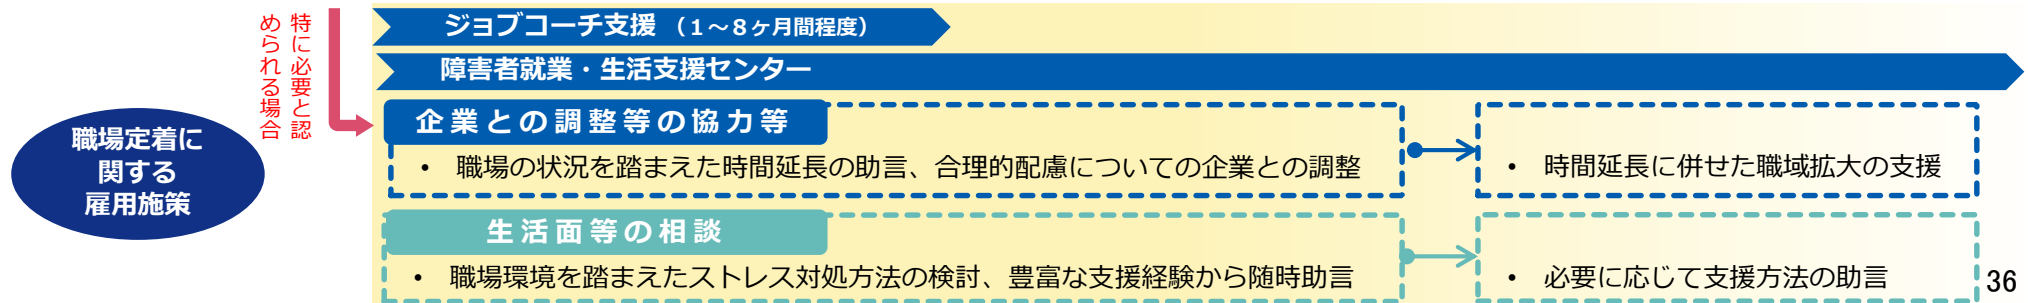 特に必要と認
められる場合
ジョブコーチ支援 （１～８ヶ月間程度）
障害者就業・生活支援センター
職場定着に
関する
雇用施策
企業との調整等の協力等
• 職場の状況を踏まえた時間延長の助言、合理的配慮についての企業との調整
• 時間延長に併せた職域拡大の支援
生活面等の相談
• 職場環境を踏まえたストレス対処方法の検討、豊富な支援経験から随時助言
• 必要に応じて支援方法の助言
36